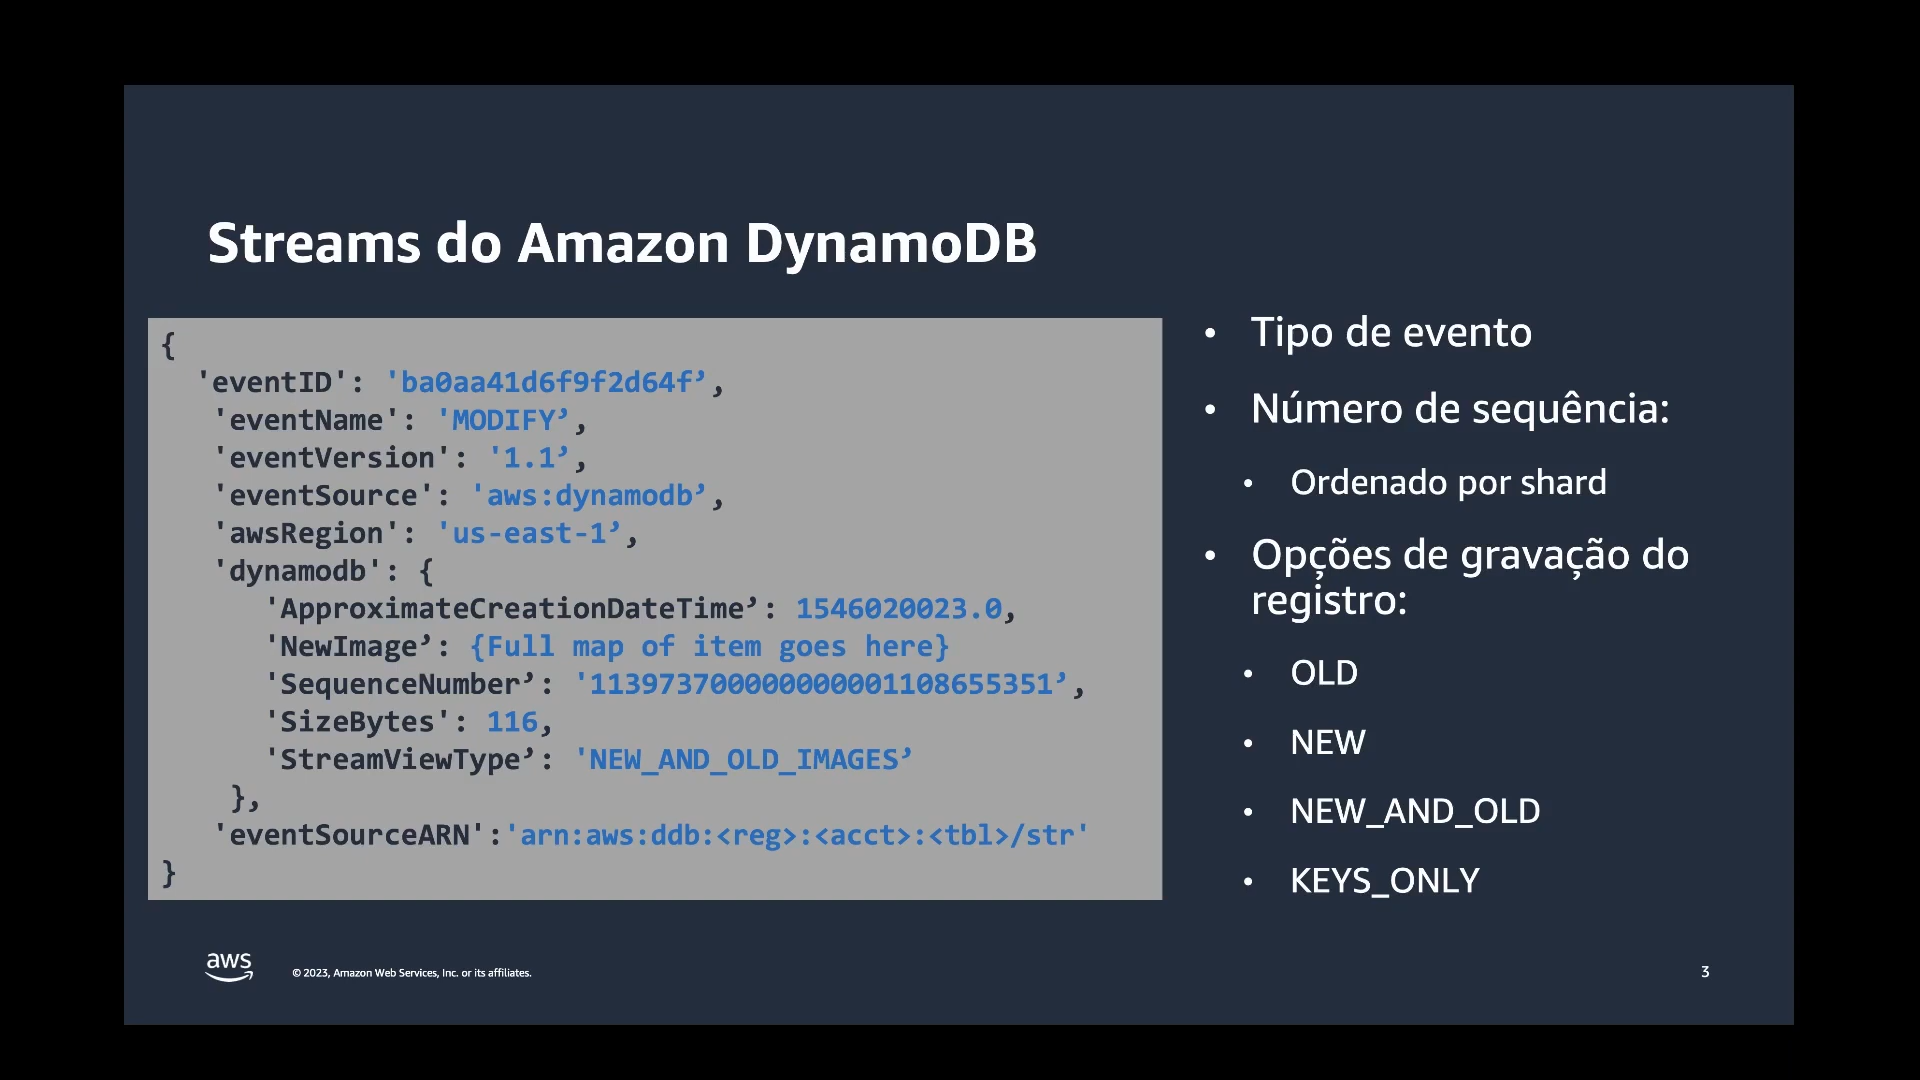 Streams do Amazon DynamoDB
{
'eventID': 'ba0aa41d6f9f2d64f’,
'eventName': 'MODIFY’,
'eventVersion': '1.1’,
'eventSource': 'aws:dynamodb’,
'awsRegion': 'us-east-1’,
'dynamodb': {
'ApproximateCreationDateTime’: 1546020023.0,
'NewImage’: {Full map of item goes here}
'SequenceNumber’: '1139737000000000001108655351’,
'SizeBytes': 116,
'StreamViewType’: 'NEW_AND_OLD_IMAGES’
},
'eventSourceARN':'arn:aws:ddb:<reg>:<acct>:<tbl>/str'
}
• Tipo de evento
• Número de sequência:
• Ordenado por shard
• Opções de gravação do
registro:
• OLD
• NEW
• NEW_AND_OLD
• KEYS_ONLY
aws
© 2023, Amazon Web Services, Inc. or its affiliates.
3